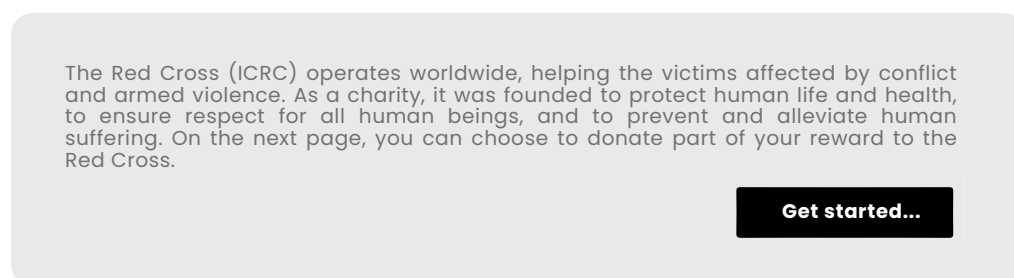 The Red Cross (ICRC) operates worldwide, helping the victims affected by conflict
and armed violence. As a charity, it was founded to protect human life and health,
to ensure respect for all human beings, and to prevent and alleviate human
suffering. On the next page, you can choose to donate part of your reward to the
Red Cross.
Get started...